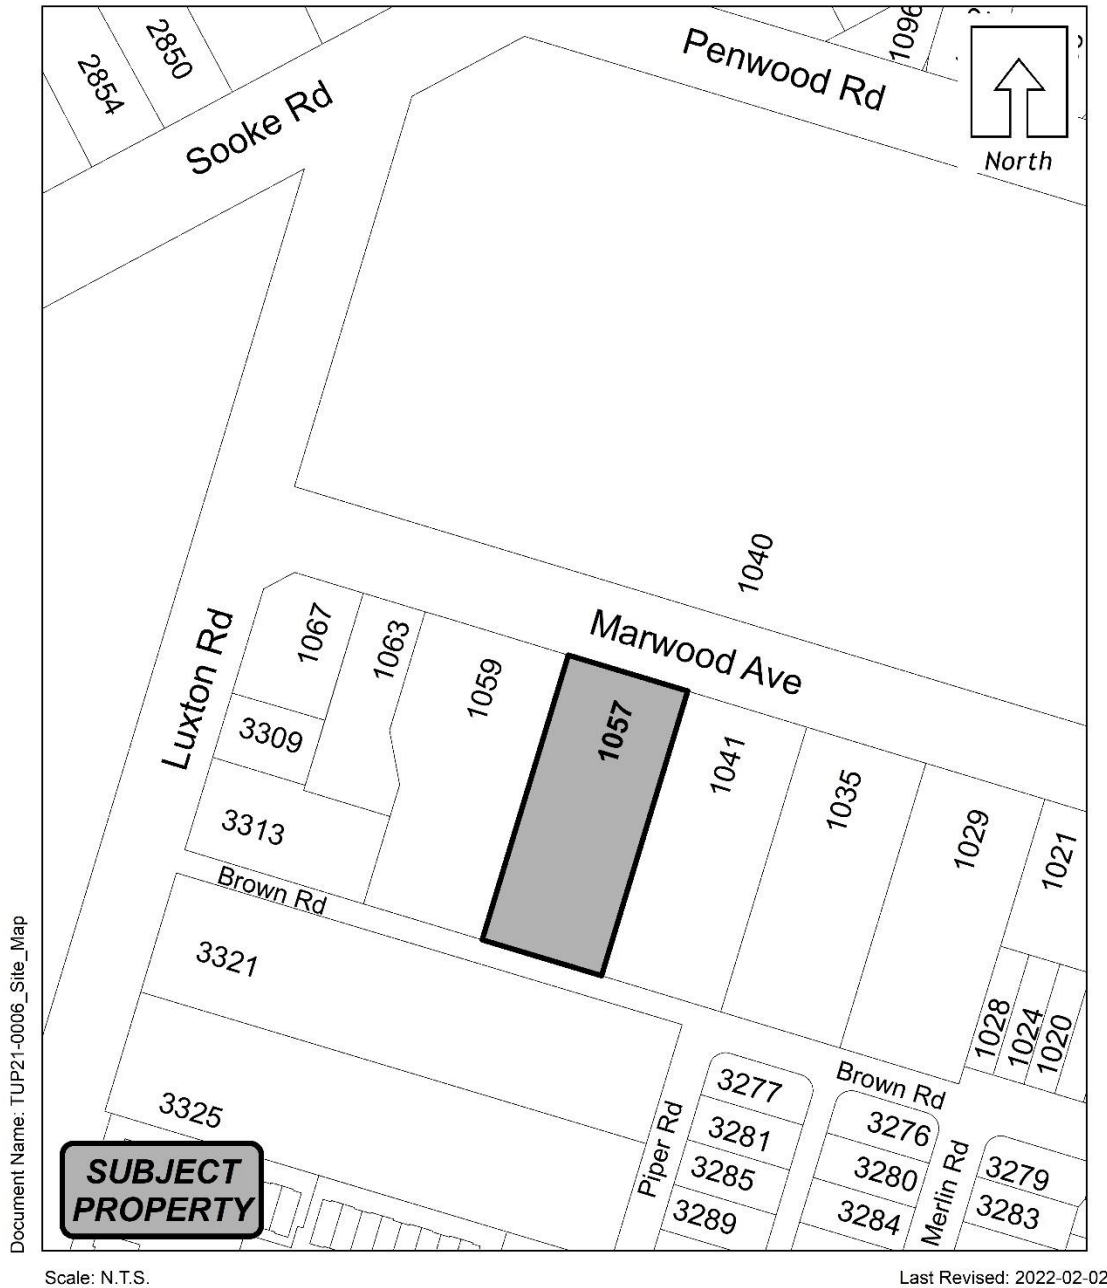 2854
2850
Sooke Rd
Penwood Rd
1096
North
1040
Marwood Ave
Luxton Rd
1067
1063
1059
1057
1041
1035
1029
1021
3309
3313
Brown Rd
3321
3325
1028
1024
1020
Brown Rd
Piper Rd
3277
3281
3285
3289
3276
3280
3284
Merlin Rd
3279
3283
SUBJECT
PROPERTY
Document Name: TUP21-0006_Site_Map
Scale: N.T.S.
Last Revised: 2022-02-02